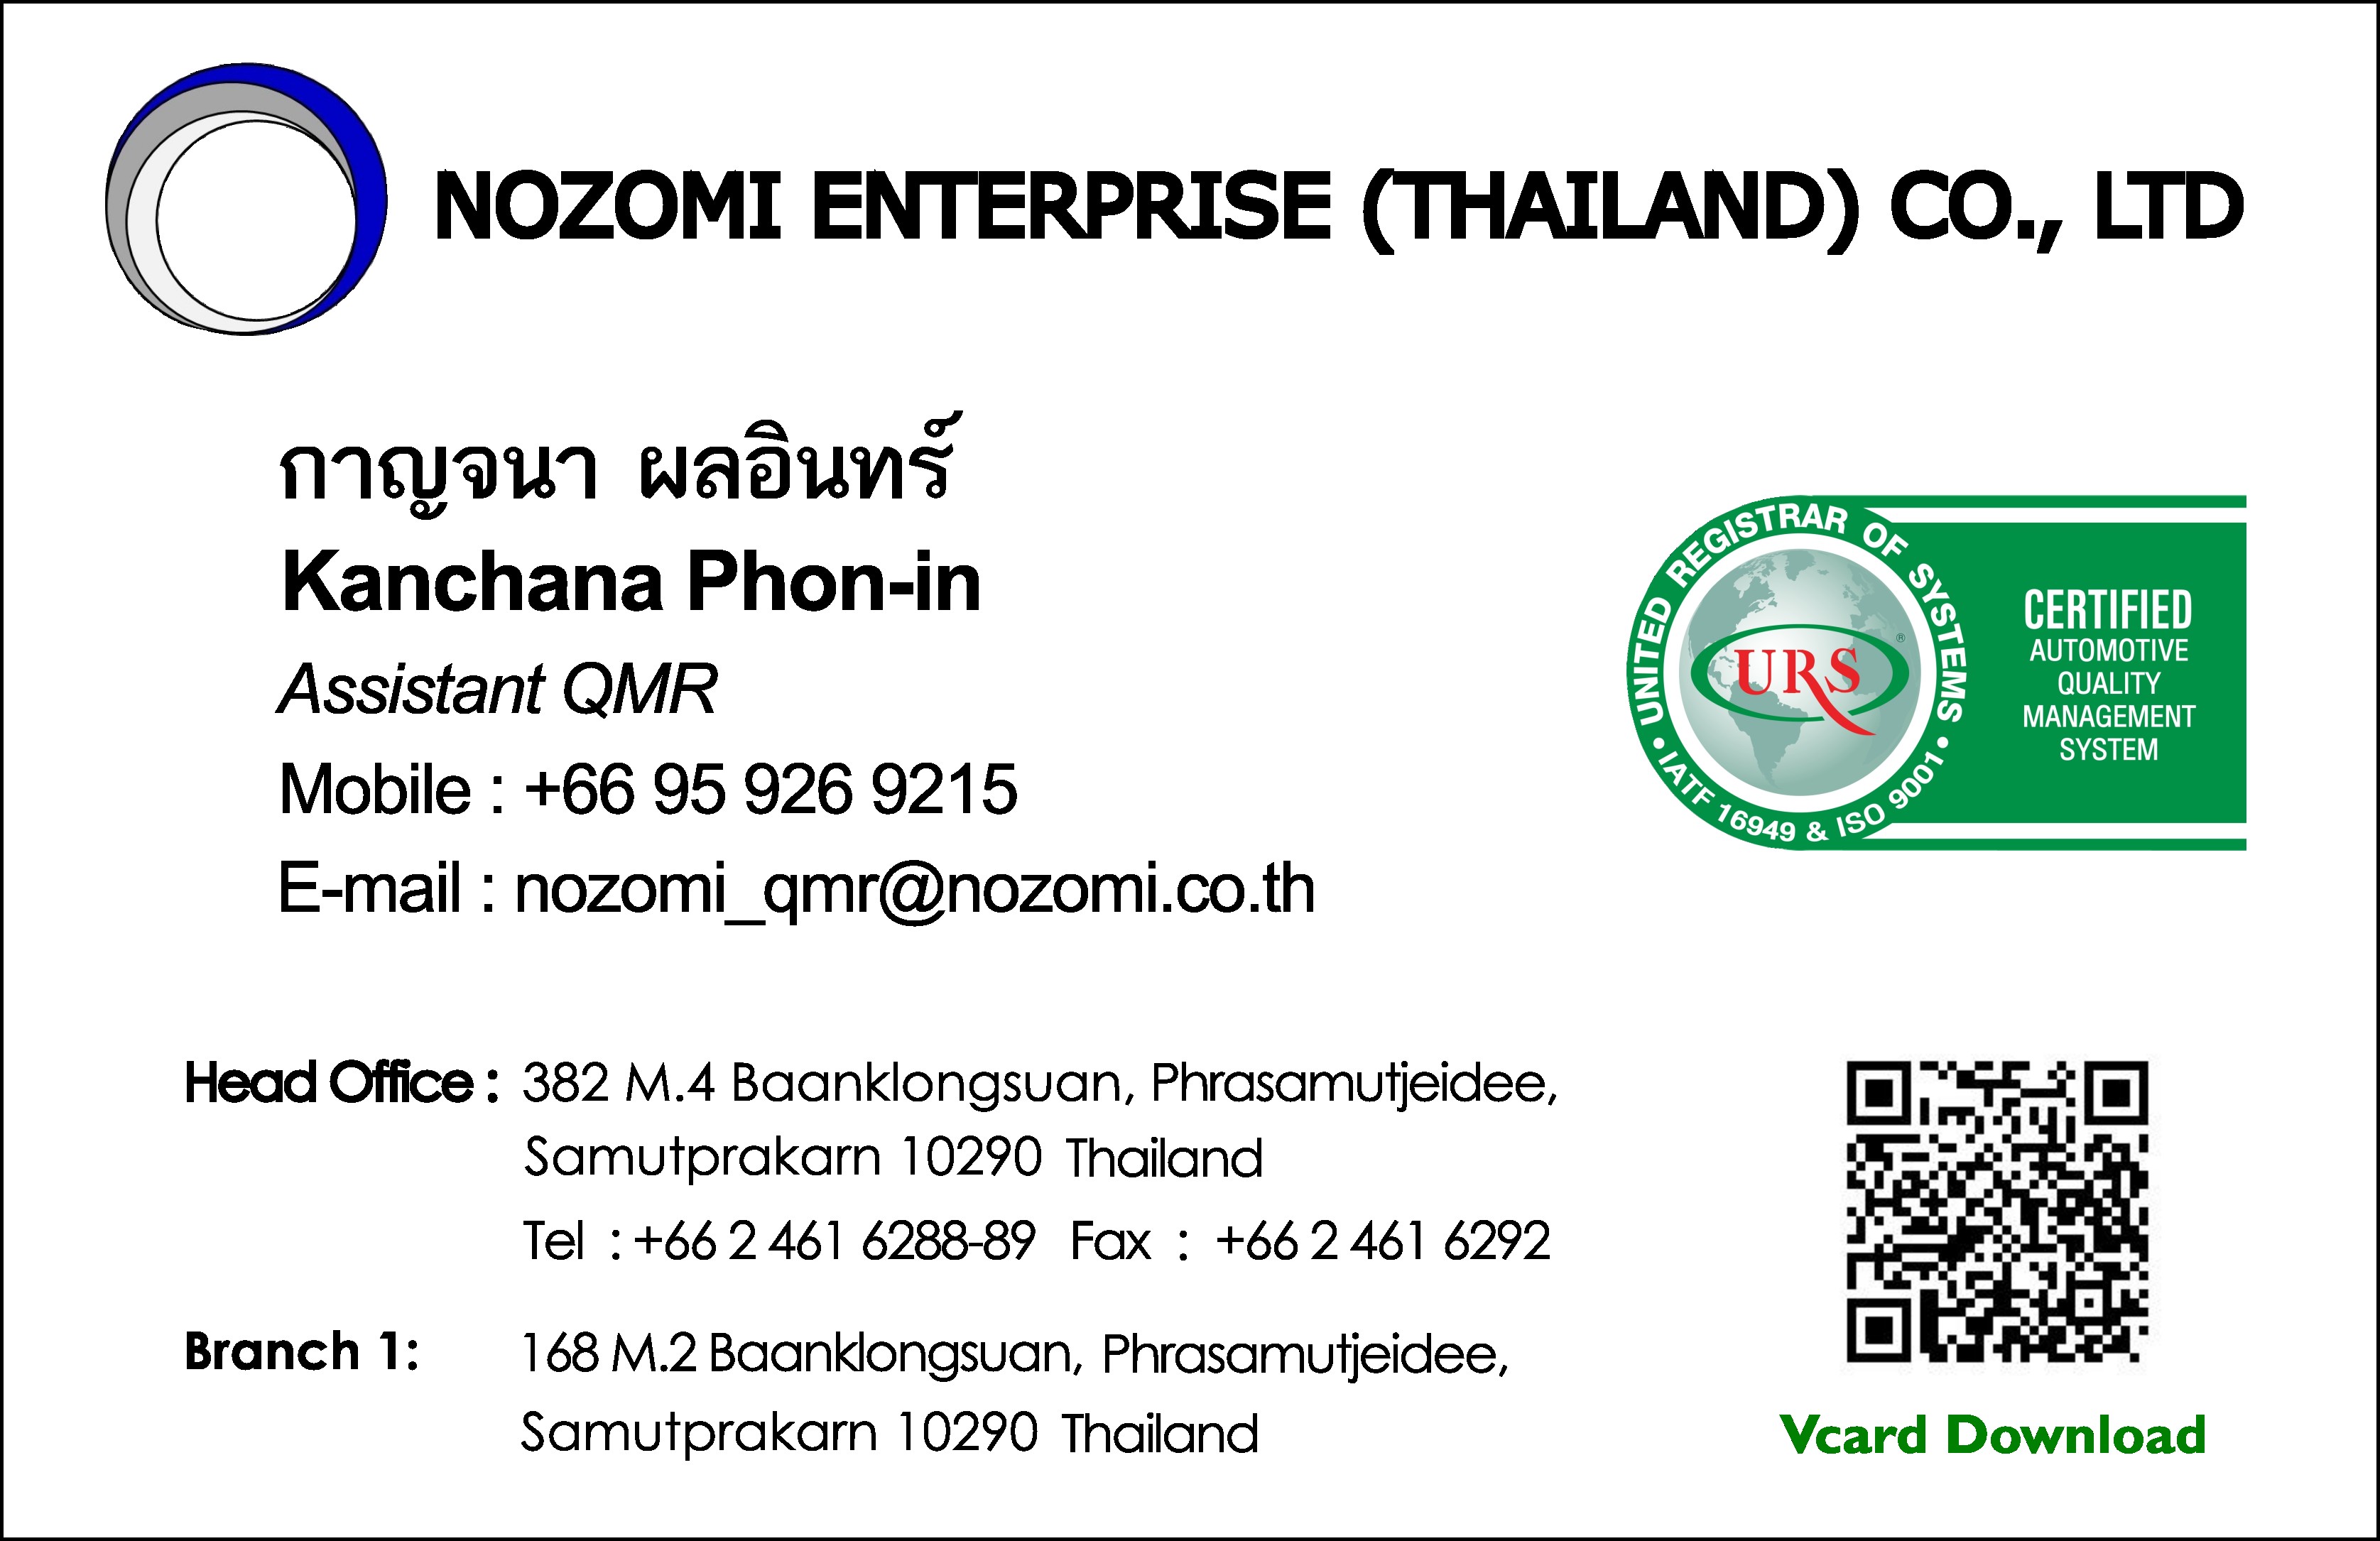 NOZOMI ENTERPRISE (THAILAND) CO., LTD
กาญจนา ผลอินทร์
Kanchana Phon-in
Assistant QMR
Mobile : +66 95 926 9215
E-mail : nozomi_qmr@nozomi.co.th
UNITED REGISTRAR OF SYSTEMS
• IATF 16949 & ISO 9001 •
URS ®
CERTIFIED
AUTOMOTIVE
QUALITY
MANAGEMENT
SYSTEM
Head Office : 382 M.4 Baanklongsuan, Phrasamutjeidee,
Samutprakarn 10290 Thailand
Tel : +66 2 461 6288-89 Fax : +66 2 461 6292
Branch 1: 168 M.2 Baanklongsuan, Phrasamutjeidee,
Samutprakarn 10290 Thailand
Vcard Download